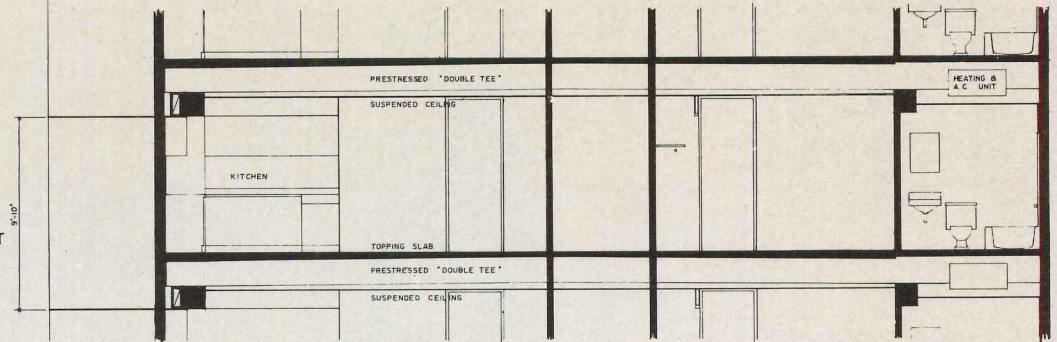 PRESTRESSED "DOUBLE TEE"
HEATING &
A.C UNIT
SUSPENDED CEILING
KITCHEN
9'-10"
TOPPING SLAB
PRESTRESSED "DOUBLE TEE"
SUSPENDED CEILING